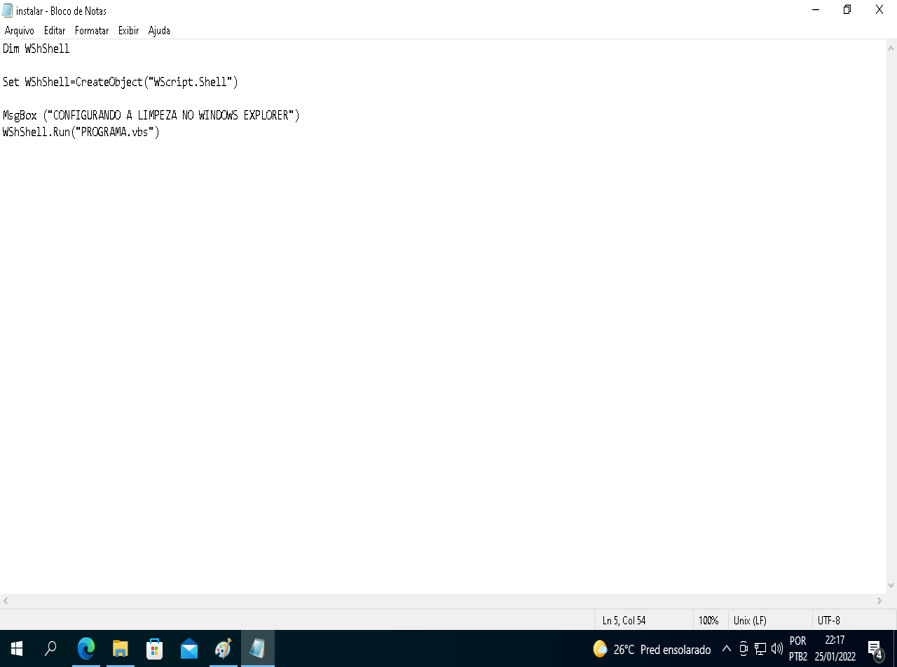 instalar - Bloco de Notas
Arquivo Editar Formatar Exibir Ajuda
Dim WShShell
Set WShShell=CreateObject("WScript.Shell")
MsgBox ("CONFIGURANDO A LIMPEZA NO WINDOWS EXPLORER")
WShShell.Run("PROGRAMA.vbs")
Ln 5, Col 54 100% Unix (LF) UTF-8
26°C Pred ensolarado POR 22:17
PTB2 25/01/2022 4